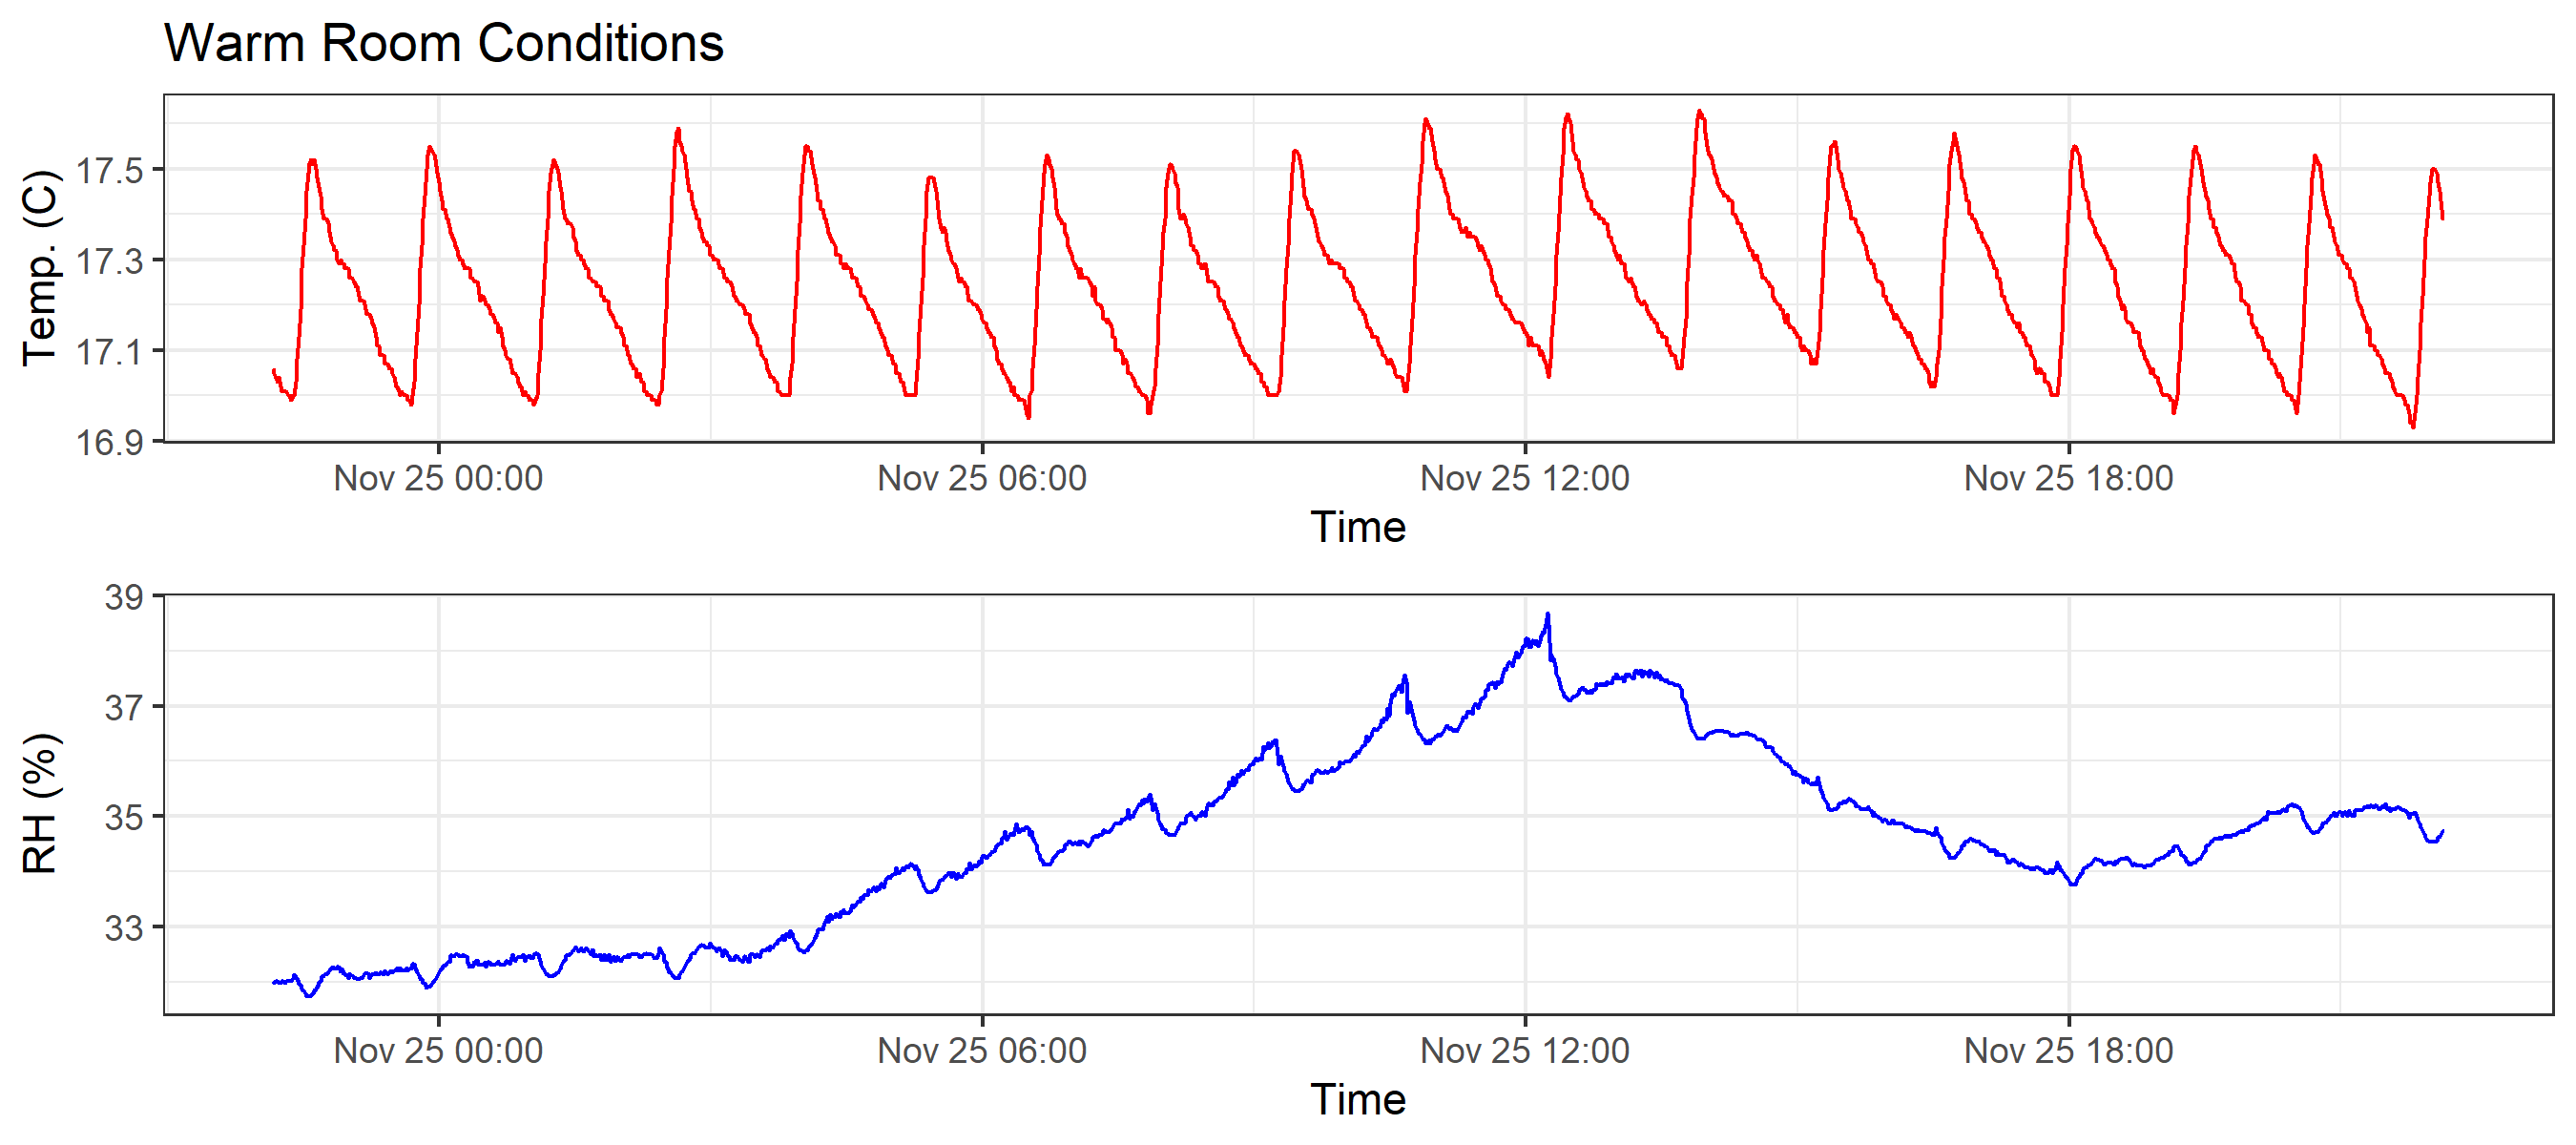 Warm Room Conditions
Temp. (C)
17.5
17.3
17.1
16.9
Nov 25 00:00 Nov 25 06:00 Nov 25 12:00 Nov 25 18:00
Time
RH (%)
39
37
35
33
Nov 25 00:00 Nov 25 06:00 Nov 25 12:00 Nov 25 18:00
Time